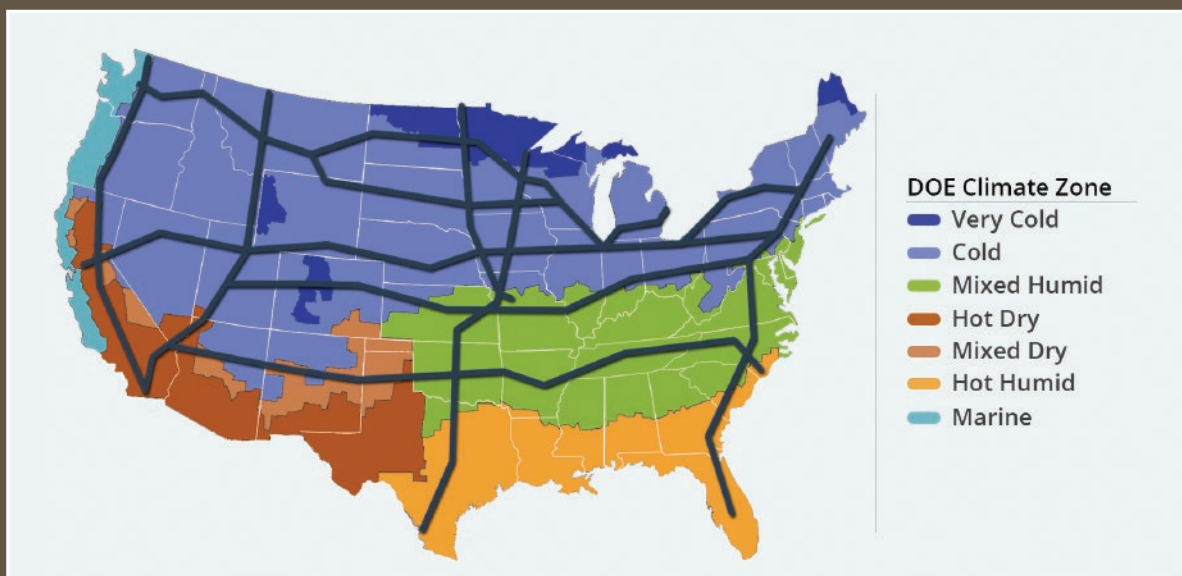 DOE Climate Zone
Very Cold
Cold
Mixed Humid
Hot Dry
Mixed Dry
Hot Humid
Marine